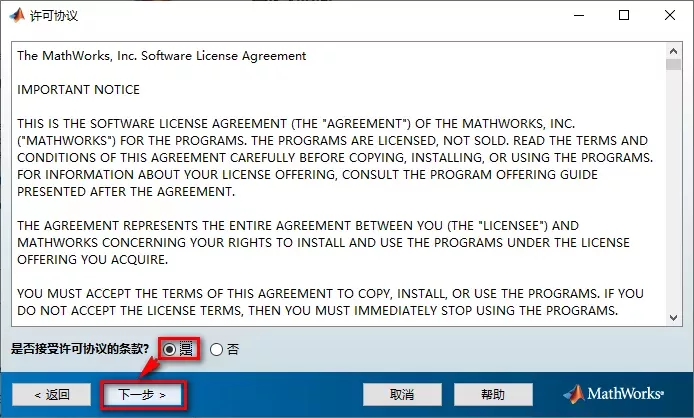 许可协议
The MathWorks, Inc. Software License Agreement
IMPORTANT NOTICE
THIS IS THE SOFTWARE LICENSE AGREEMENT (THE "AGREEMENT") OF THE MATHWORKS, INC.
("MATHWORKS") FOR THE PROGRAMS. THE PROGRAMS ARE LICENSED, NOT SOLD. READ THE TERMS AND
CONDITIONS OF THIS AGREEMENT CAREFULLY BEFORE COPYING, INSTALLING, OR USING THE PROGRAMS.
FOR INFORMATION ABOUT YOUR LICENSE OFFERING, CONSULT THE PROGRAM OFFERING GUIDE
PRESENTED AFTER THE AGREEMENT.
THE AGREEMENT REPRESENTS THE ENTIRE AGREEMENT BETWEEN YOU (THE "LICENSEE") AND
MATHWORKS CONCERNING YOUR RIGHTS TO INSTALL AND USE THE PROGRAMS UNDER THE LICENSE
OFFERING YOU ACQUIRE.
YOU MUST ACCEPT THE TERMS OF THIS AGREEMENT TO COPY, INSTALL, OR USE THE PROGRAMS. IF YOU
DO NOT ACCEPT THE LICENSE TERMS, THEN YOU MUST IMMEDIATELY STOP USING THE PROGRAMS.
是否接受许可协议的条款? 是 否
< 返回 下一步 > 取消 帮助 MathWorks®